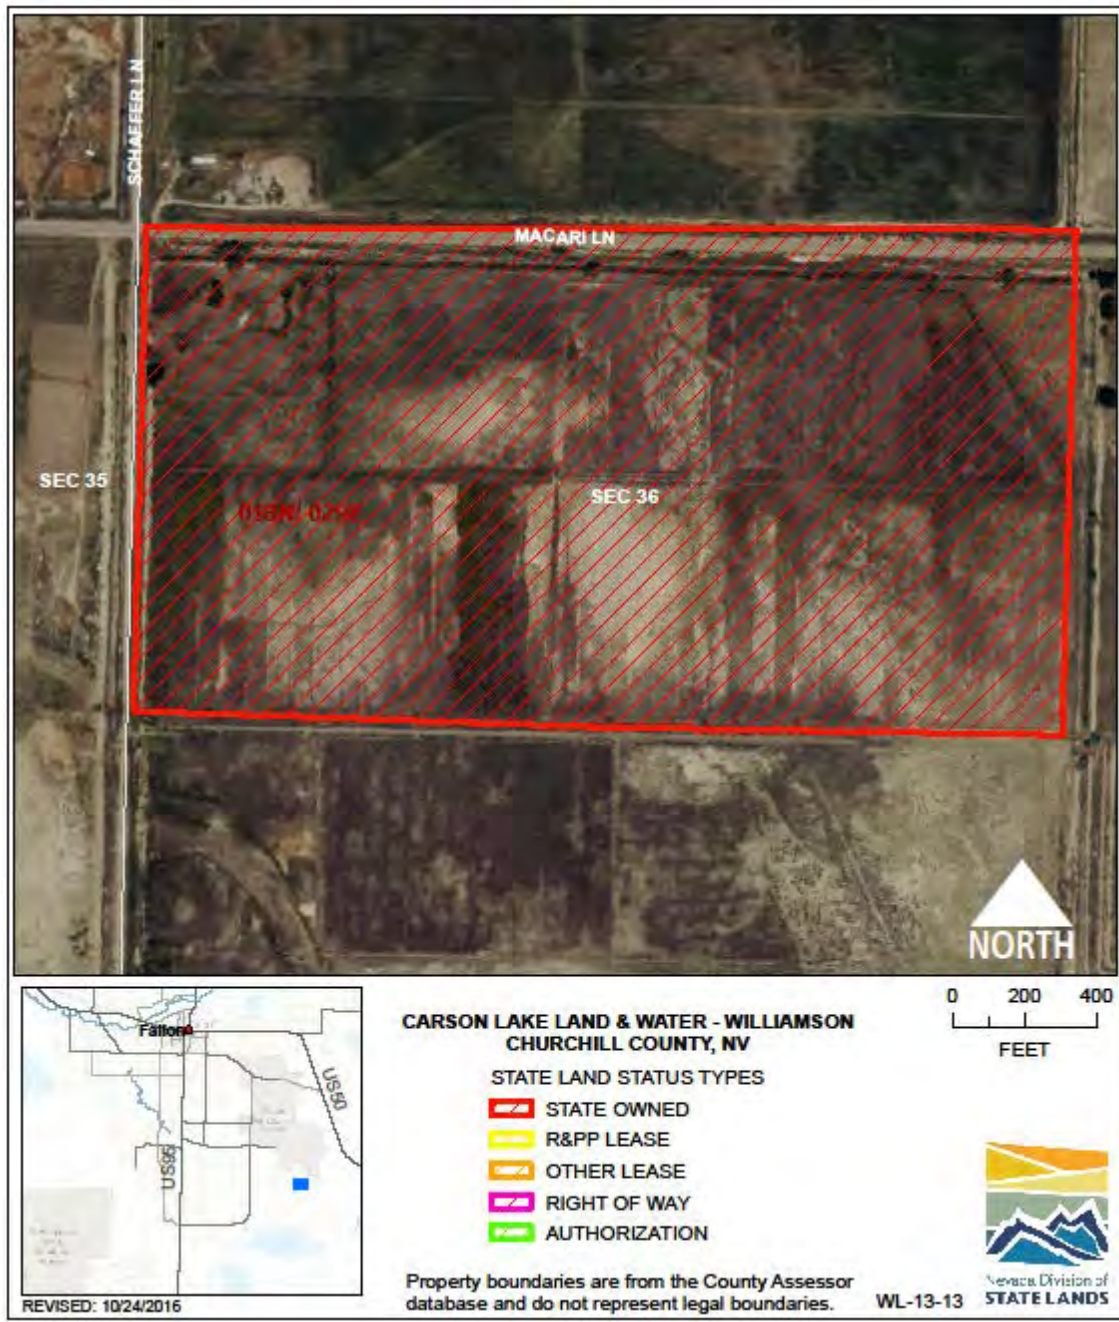 SCHAFFER LN
MACARI LN
SEC 35
SEC 36
NORTH
Fallon
US50
US95
REVISED: 10/24/2016
CARSON LAKE LAND & WATER - WILLIAMSON
CHURCHILL COUNTY, NV
STATE LAND STATUS TYPES
STATE OWNED
R&PP LEASE
OTHER LEASE
RIGHT OF WAY
AUTHORIZATION
Property boundaries are from the County Assessor
database and do not represent legal boundaries.
WL-13-13
0 200 400
FEET
Nevada Division of
STATE LANDS